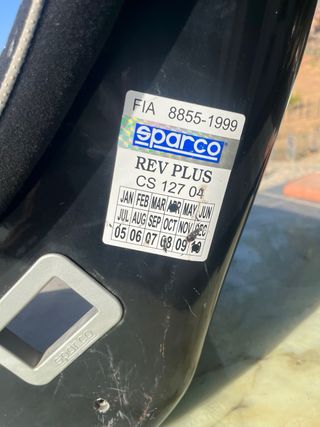 FIA 8855-1999
sparco
REV PLUS
CS 127 04
JAN FEB MAR APR MAY JUN
JUL AUG SEP OCT NOV DEC
05 06 07 08 09
sparco